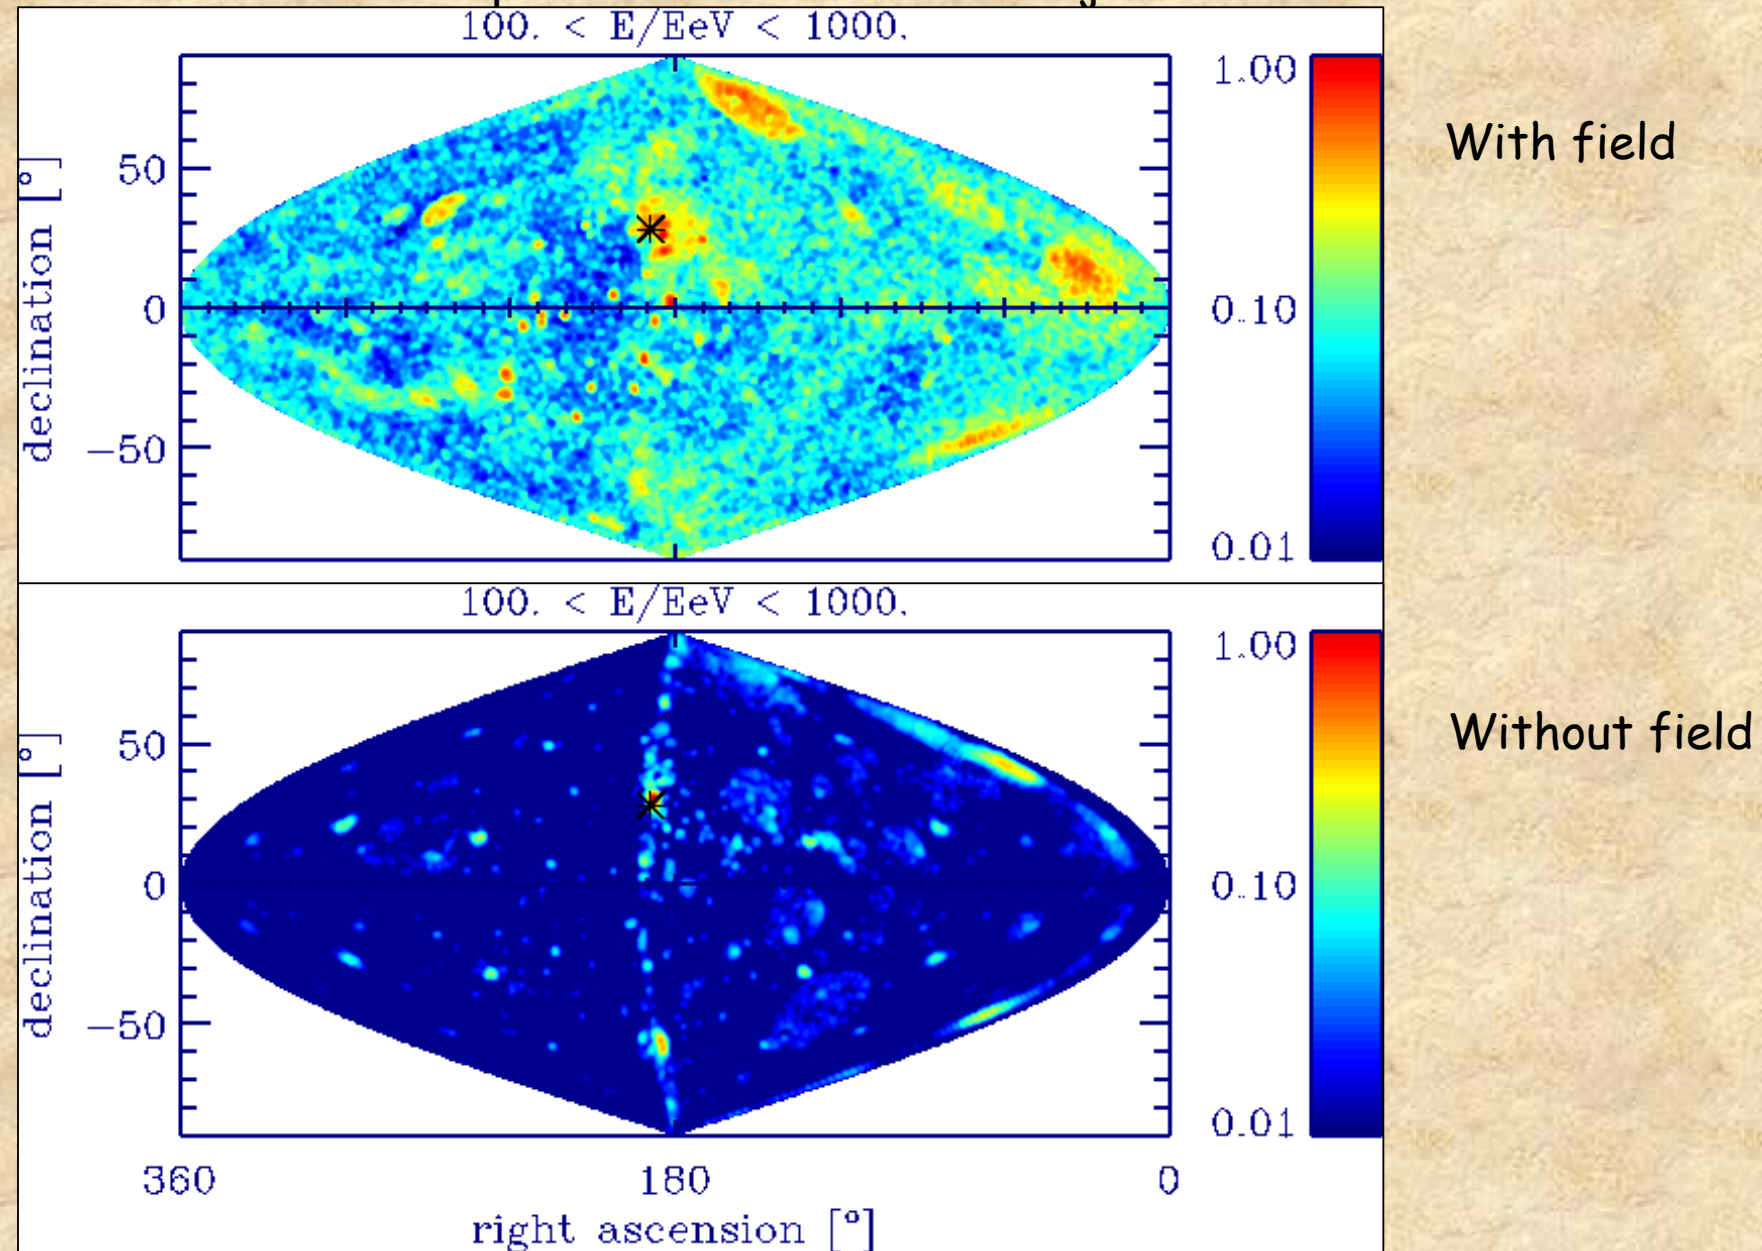 100. < E/EeV < 1000.
1.00
With field
50
0
0.10
−50
0.01
declination [°]
100. < E/EeV < 1000.
1.00
50
Without field
0
0.10
−50
0.01
declination [°]
360 180 0
right ascension [°]